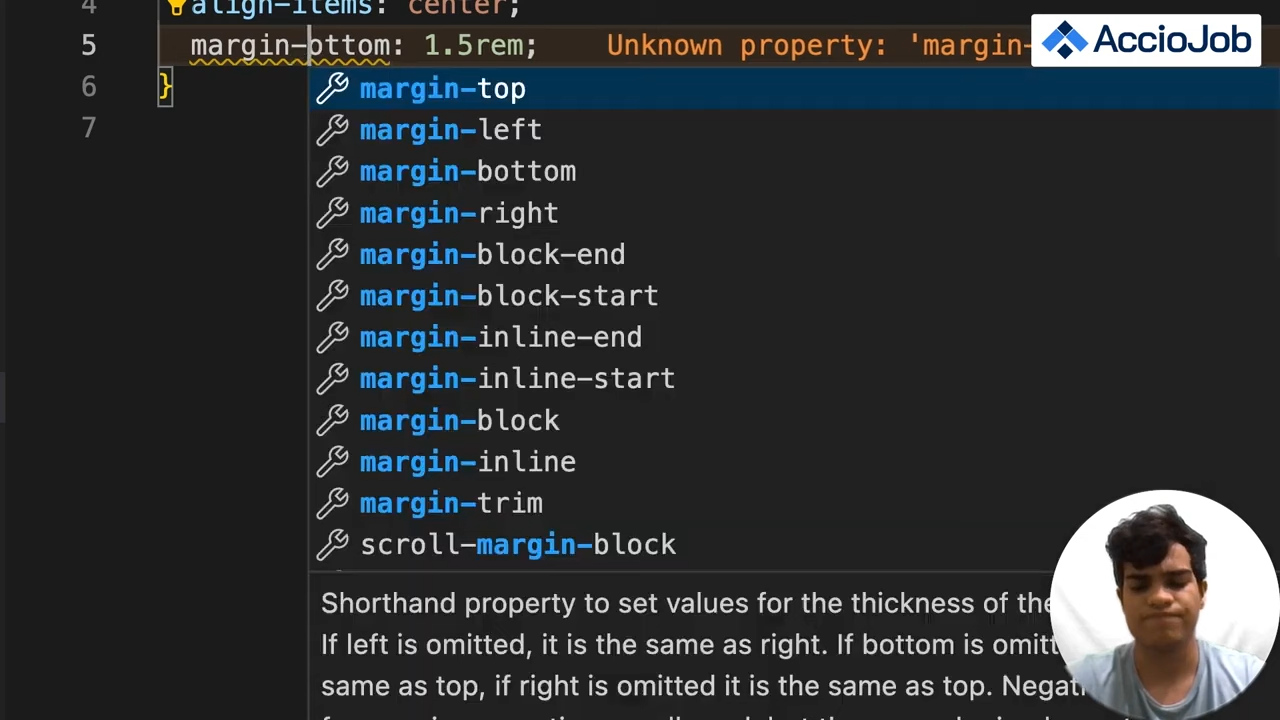 4 align-items: center;
5 margin-bttom: 1.5rem; Unknown property: 'margin-
AccioJob
6 }
7
margin-top
margin-left
margin-bottom
margin-right
margin-block-end
margin-block-start
margin-inline-end
margin-inline-start
margin-block
margin-inline
margin-trim
scroll-margin-block
Shorthand property to set values for the thickness of the
If left is omitted, it is the same as right. If bottom is omitt
same as top, if right is omitted it is the same as top. Negati